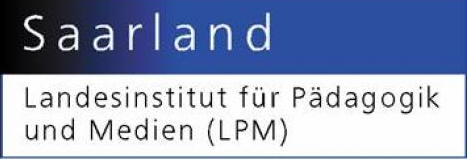 Saarland
Landesinstitut für Pädagogik
und Medien (LPM)